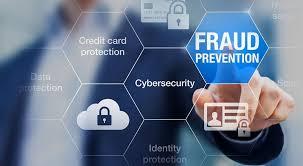 Credit card
protection
FRAUD
PREVENTION
Data
protection
Cybersecurity
Identity
protection